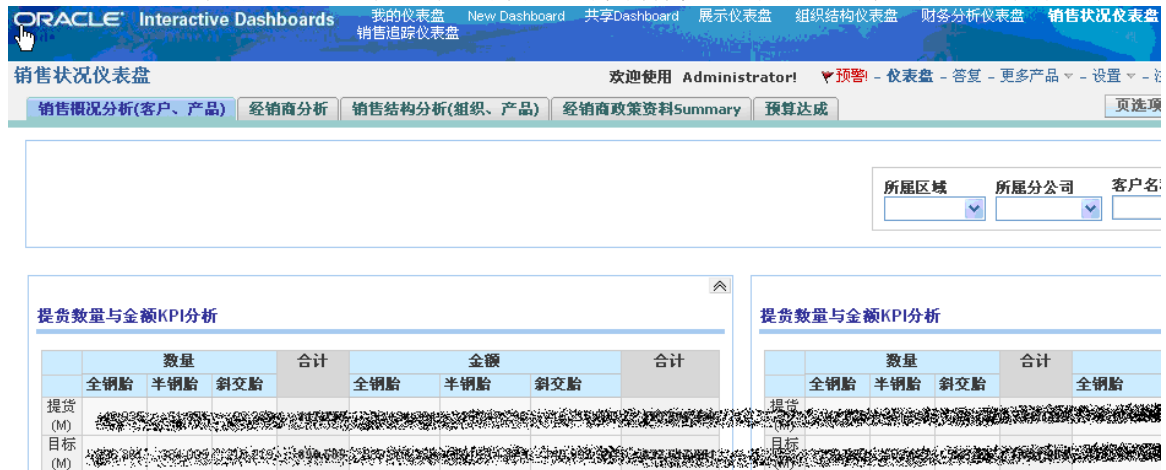 ORACLE Interactive Dashboards 我的仪表盘 New Dashboard 共享Dashboard 展示仪表盘 组织结构仪表盘 财务分析仪表盘 销售状况仪表盘
销售追踪仪表盘
销售状况仪表盘 欢迎使用 Administrator! 预警! - 仪表盘 - 答复 - 更多产品 - 设置 -
销售概况分析(客户、产品) 经销商分析 销售结构分析(组织、产品) 经销商政策资料Summary 预算达成 页选项
所属区域 所属分公司 客户名
提货数量与金额KPI分析 提货数量与金额KPI分析
数量 合计 金额 合计 数量 合计
全钢胎 半钢胎 斜交胎 全钢胎 半钢胎 斜交胎 全钢胎 半钢胎 斜交胎 全钢胎
提货 提货
(M)
目标 目标
(M) (M)